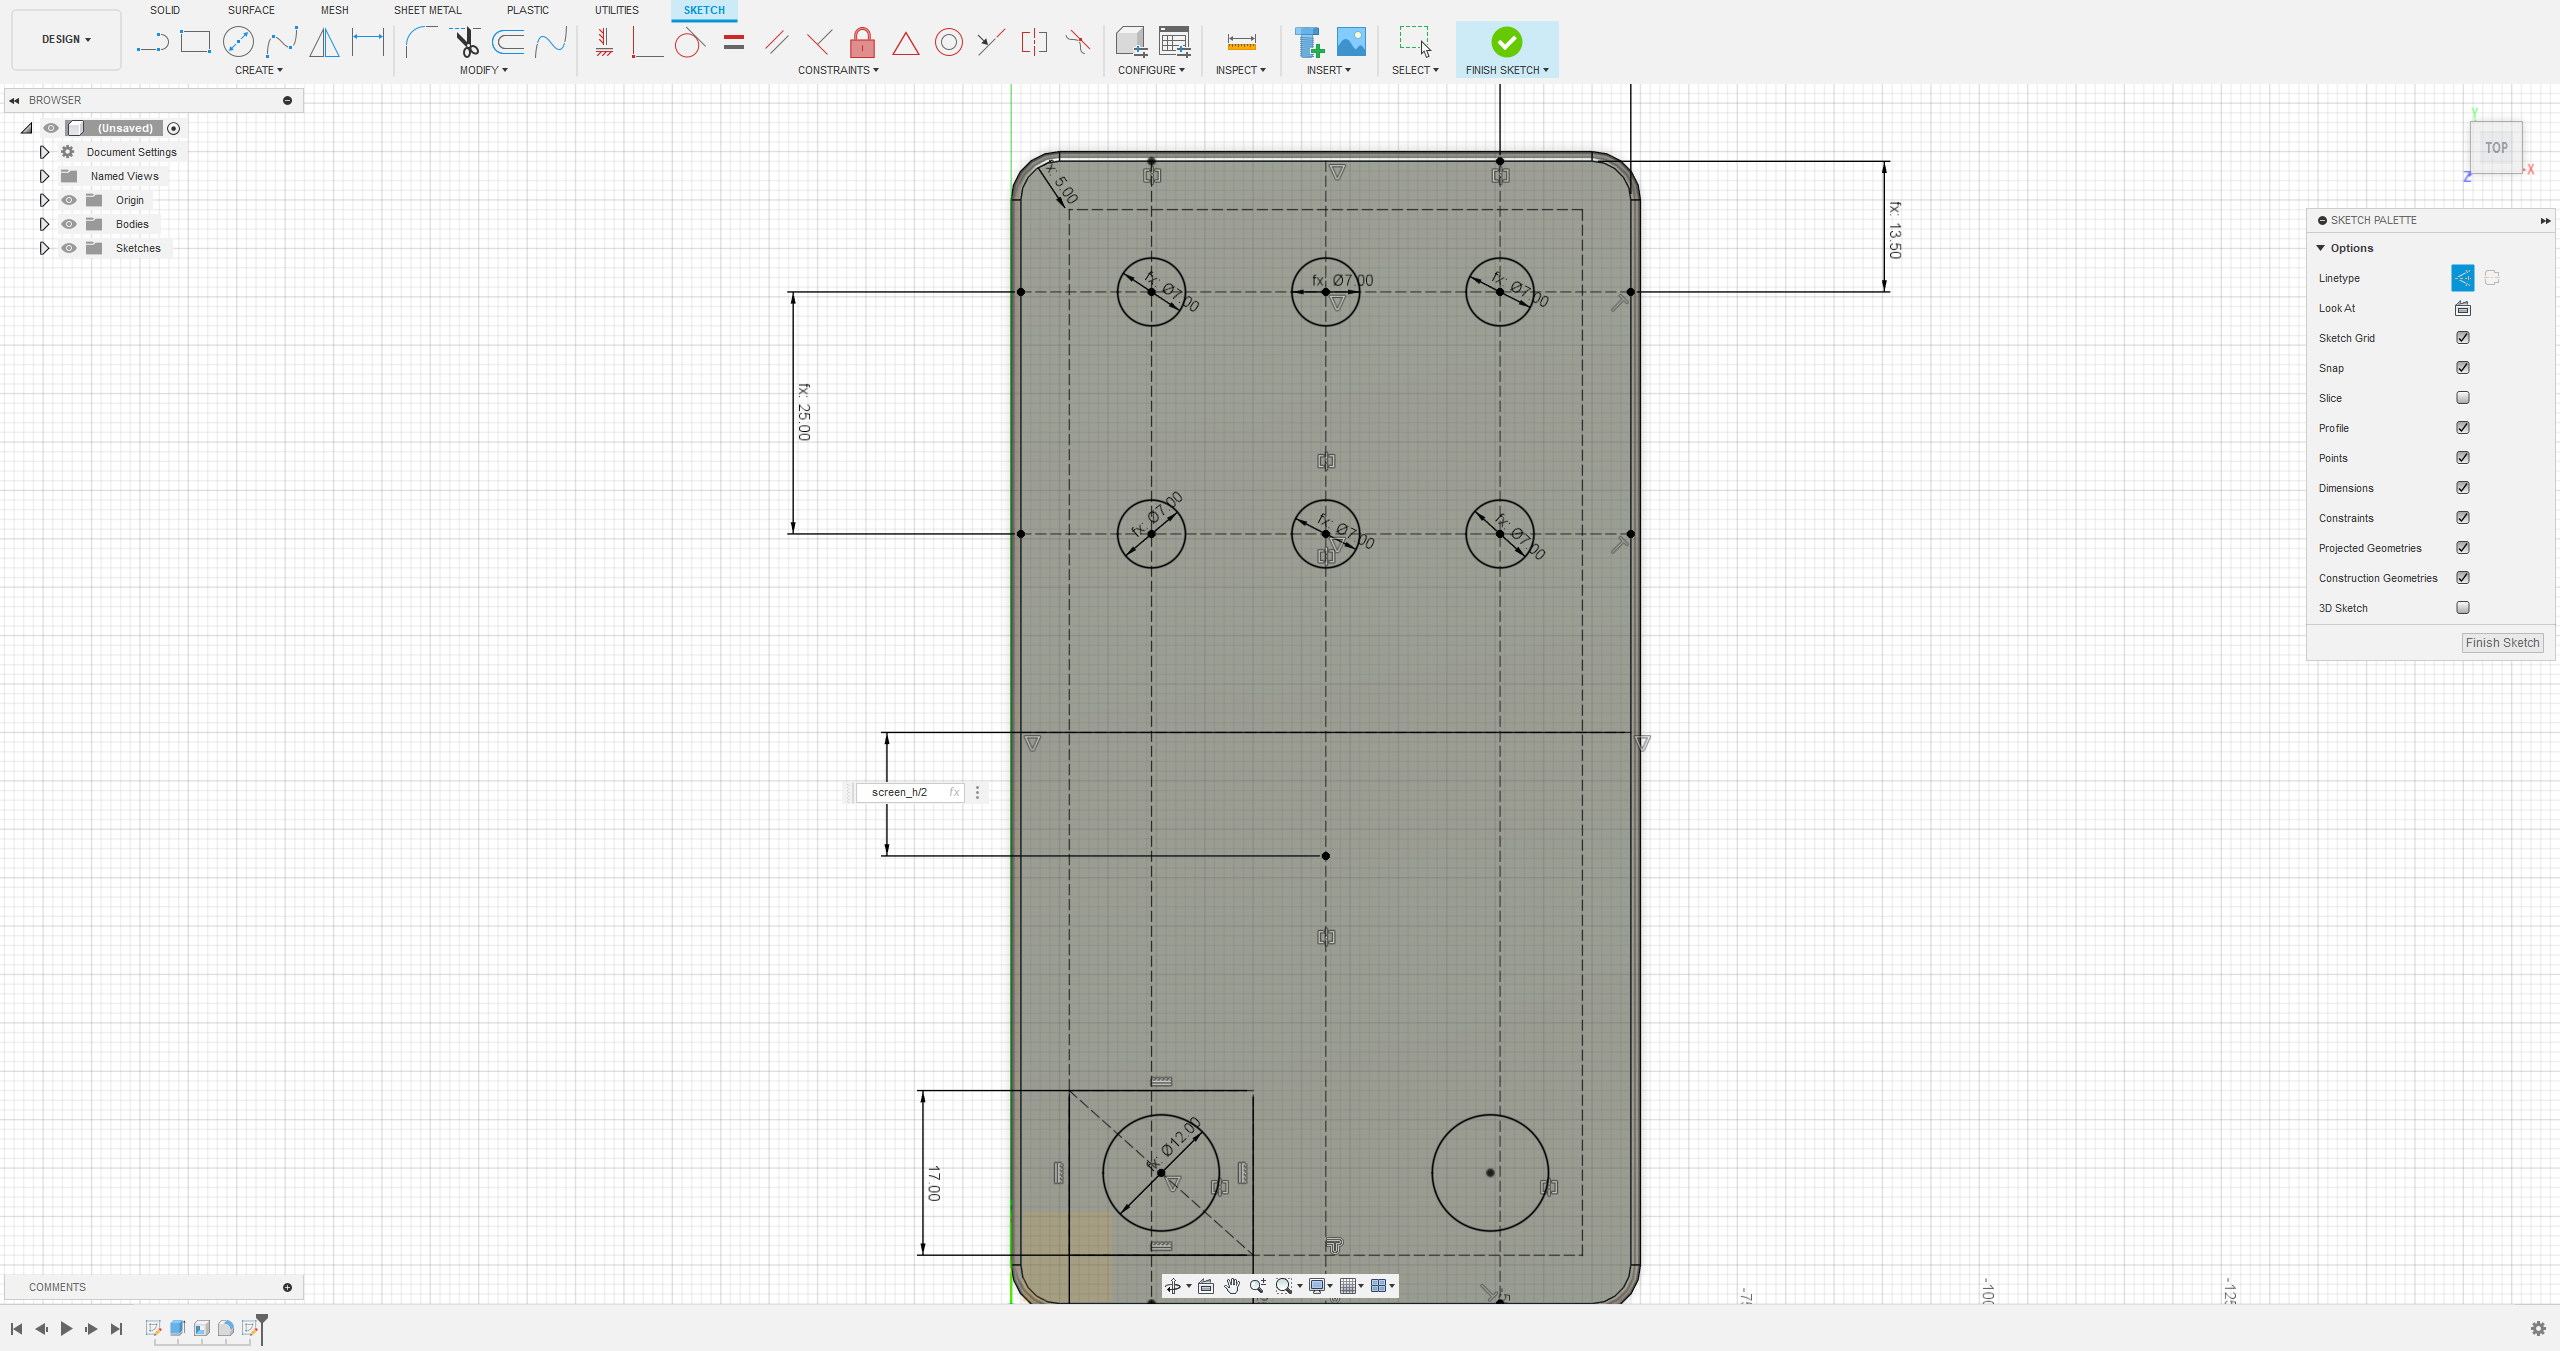 SOLID SURFACE MESH SHEET METAL PLASTIC UTILITIES SKETCH
DESIGN
CREATE MODIFY CONSTRAINTS CONFIGURE INSPECT INSERT SELECT FINISH SKETCH
BROWSER
(Unsaved)
Document Settings
Named Views
Origin
Bodies
Sketches
Y
TOP
X
Z
SKETCH PALETTE
Options
Linetype
Look At
Sketch Grid
Snap
Slice
Profile
Points
Dimensions
Constraints
Projected Geometries
Construction Geometries
3D Sketch
Finish Sketch
fx: 5.00
fx: 13.50
fx: Ø7.00
fx: Ø7.00
fx: Ø7.00
fx: 25.00
fx: Ø7.00
fx: Ø7.00
fx: Ø7.00
screen_h/2 fx
fx: Ø12.00
17.00
-75
-100
-125
COMMENTS